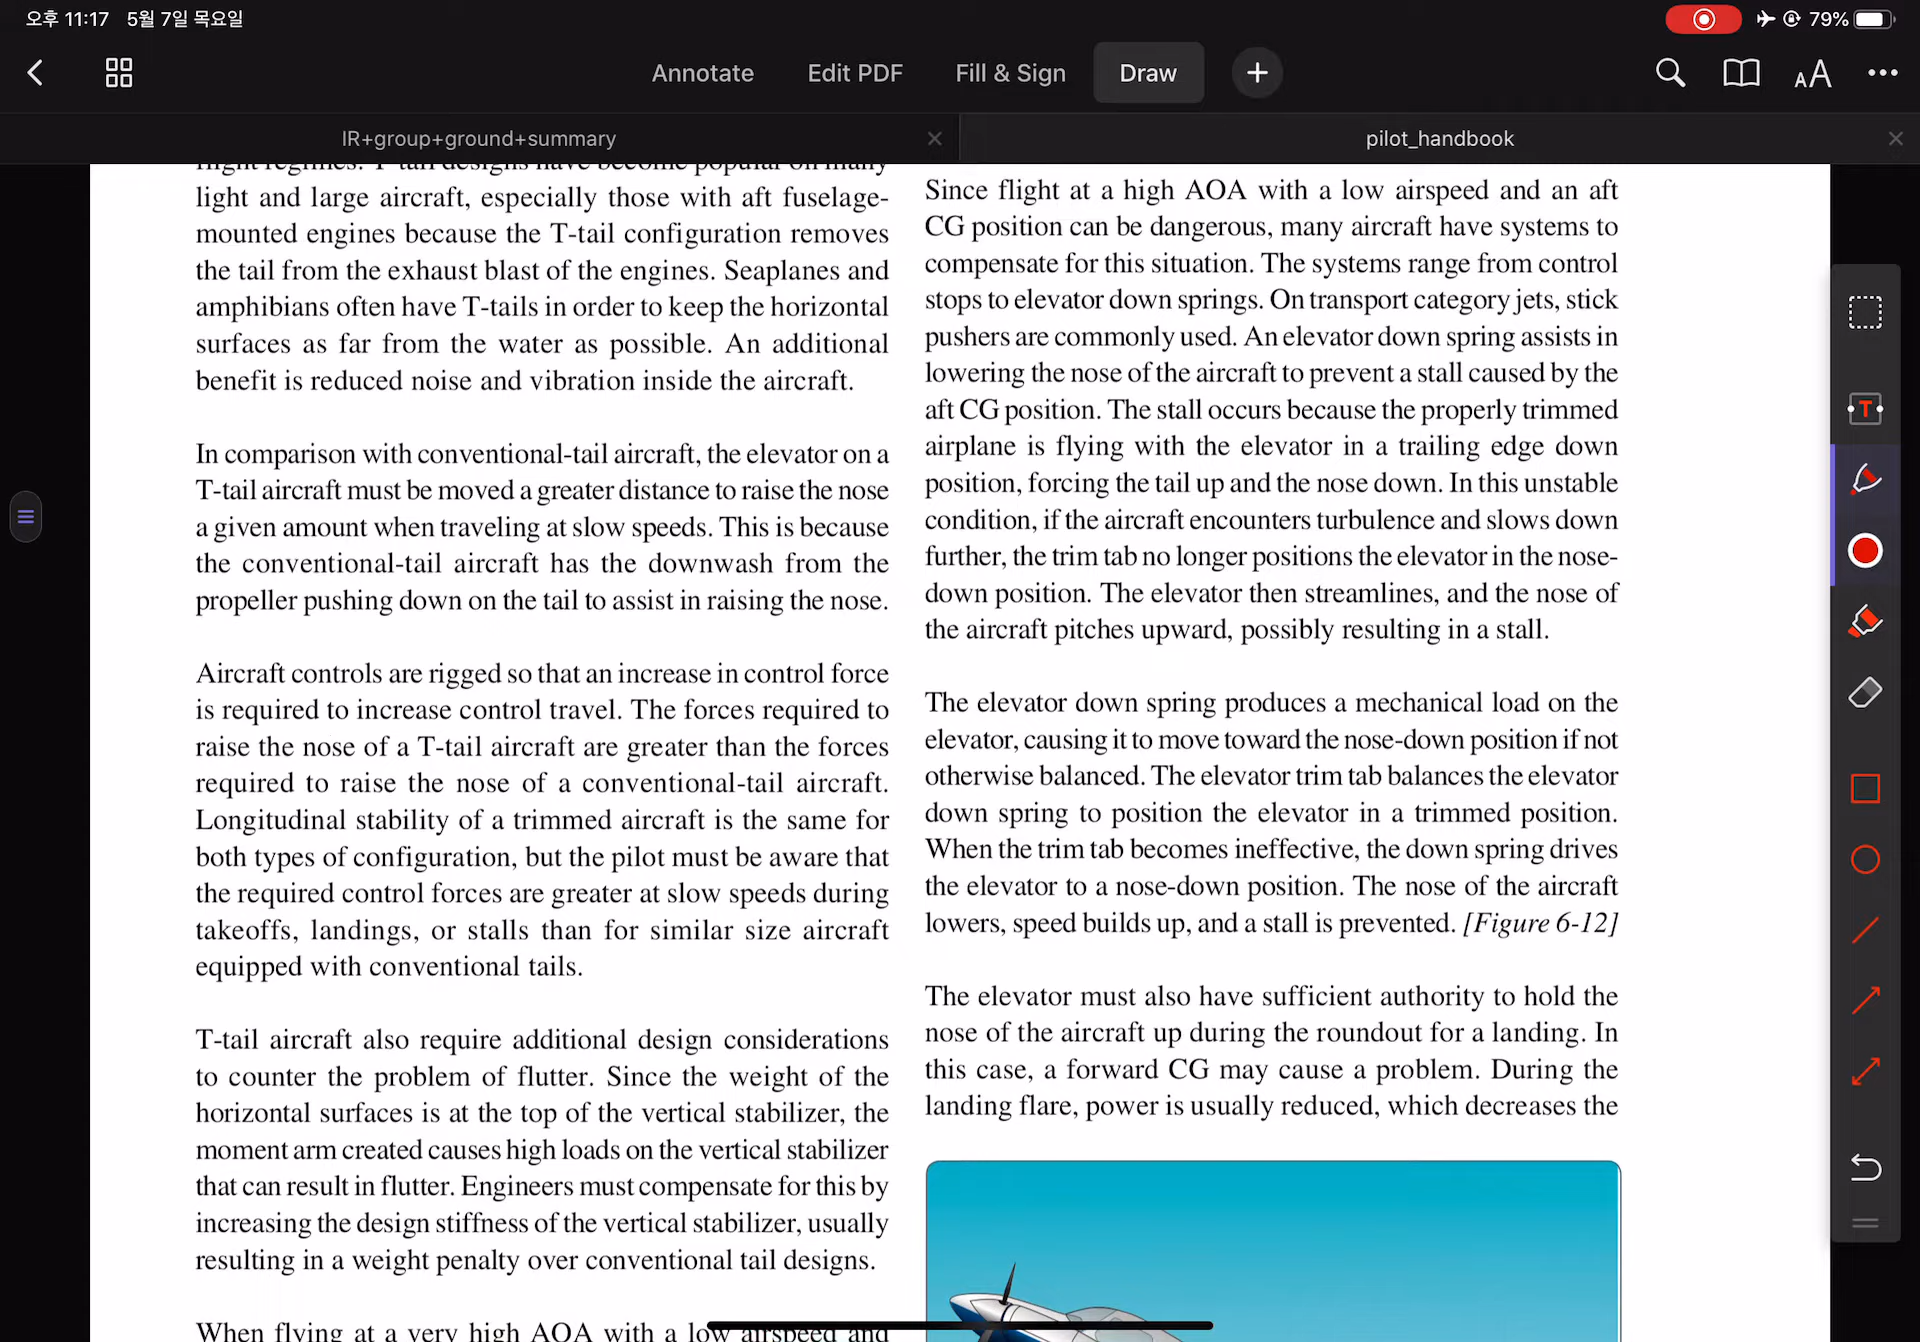 오후 11:17 5월 7일 목요일
79%
Annotate
Edit PDF
Fill & Sign
Draw
IR+group+ground+summary
pilot_handbook
flight regimes. T-tail designs have become popular on many
light and large aircraft, especially those with aft fuselage-
mounted engines because the T-tail configuration removes
the tail from the exhaust blast of the engines. Seaplanes and
amphibians often have T-tails in order to keep the horizontal
surfaces as far from the water as possible. An additional
benefit is reduced noise and vibration inside the aircraft.
In comparison with conventional-tail aircraft, the elevator on a
T-tail aircraft must be moved a greater distance to raise the nose
a given amount when traveling at slow speeds. This is because
the conventional-tail aircraft has the downwash from the
propeller pushing down on the tail to assist in raising the nose.
Aircraft controls are rigged so that an increase in control force
is required to increase control travel. The forces required to
raise the nose of a T-tail aircraft are greater than the forces
required to raise the nose of a conventional-tail aircraft.
Longitudinal stability of a trimmed aircraft is the same for
both types of configuration, but the pilot must be aware that
the required control forces are greater at slow speeds during
takeoffs, landings, or stalls than for similar size aircraft
equipped with conventional tails.
T-tail aircraft also require additional design considerations
to counter the problem of flutter. Since the weight of the
horizontal surfaces is at the top of the vertical stabilizer, the
moment arm created causes high loads on the vertical stabilizer
that can result in flutter. Engineers must compensate for this by
increasing the design stiffness of the vertical stabilizer, usually
resulting in a weight penalty over conventional tail designs.
When flying at a very high AOA with a low airspeed and
Since flight at a high AOA with a low airspeed and an aft
CG position can be dangerous, many aircraft have systems to
compensate for this situation. The systems range from control
stops to elevator down springs. On transport category jets, stick
pushers are commonly used. An elevator down spring assists in
lowering the nose of the aircraft to prevent a stall caused by the
aft CG position. The stall occurs because the properly trimmed
airplane is flying with the elevator in a trailing edge down
position, forcing the tail up and the nose down. In this unstable
condition, if the aircraft encounters turbulence and slows down
further, the trim tab no longer positions the elevator in the nose-
down position. The elevator then streamlines, and the nose of
the aircraft pitches upward, possibly resulting in a stall.
The elevator down spring produces a mechanical load on the
elevator, causing it to move toward the nose-down position if not
otherwise balanced. The elevator trim tab balances the elevator
down spring to position the elevator in a trimmed position.
When the trim tab becomes ineffective, the down spring drives
the elevator to a nose-down position. The nose of the aircraft
lowers, speed builds up, and a stall is prevented. [Figure 6-12]
The elevator must also have sufficient authority to hold the
nose of the aircraft up during the roundout for a landing. In
this case, a forward CG may cause a problem. During the
landing flare, power is usually reduced, which decreases the